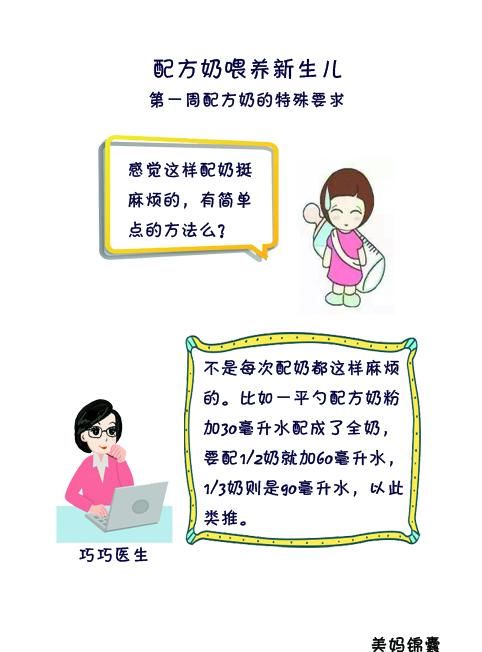 配方奶喂养新生儿
第一周配方奶的特殊要求
感觉这样配奶挺
麻烦的，有简单
点的方法么？
不是每次配奶都这样麻烦
的。比如一平勺配方奶粉
加30毫升水配成了全奶，
要配1/2奶就加60毫升水，
1/3奶则是90毫升水，以此
类推。
巧巧医生
美妈锦囊